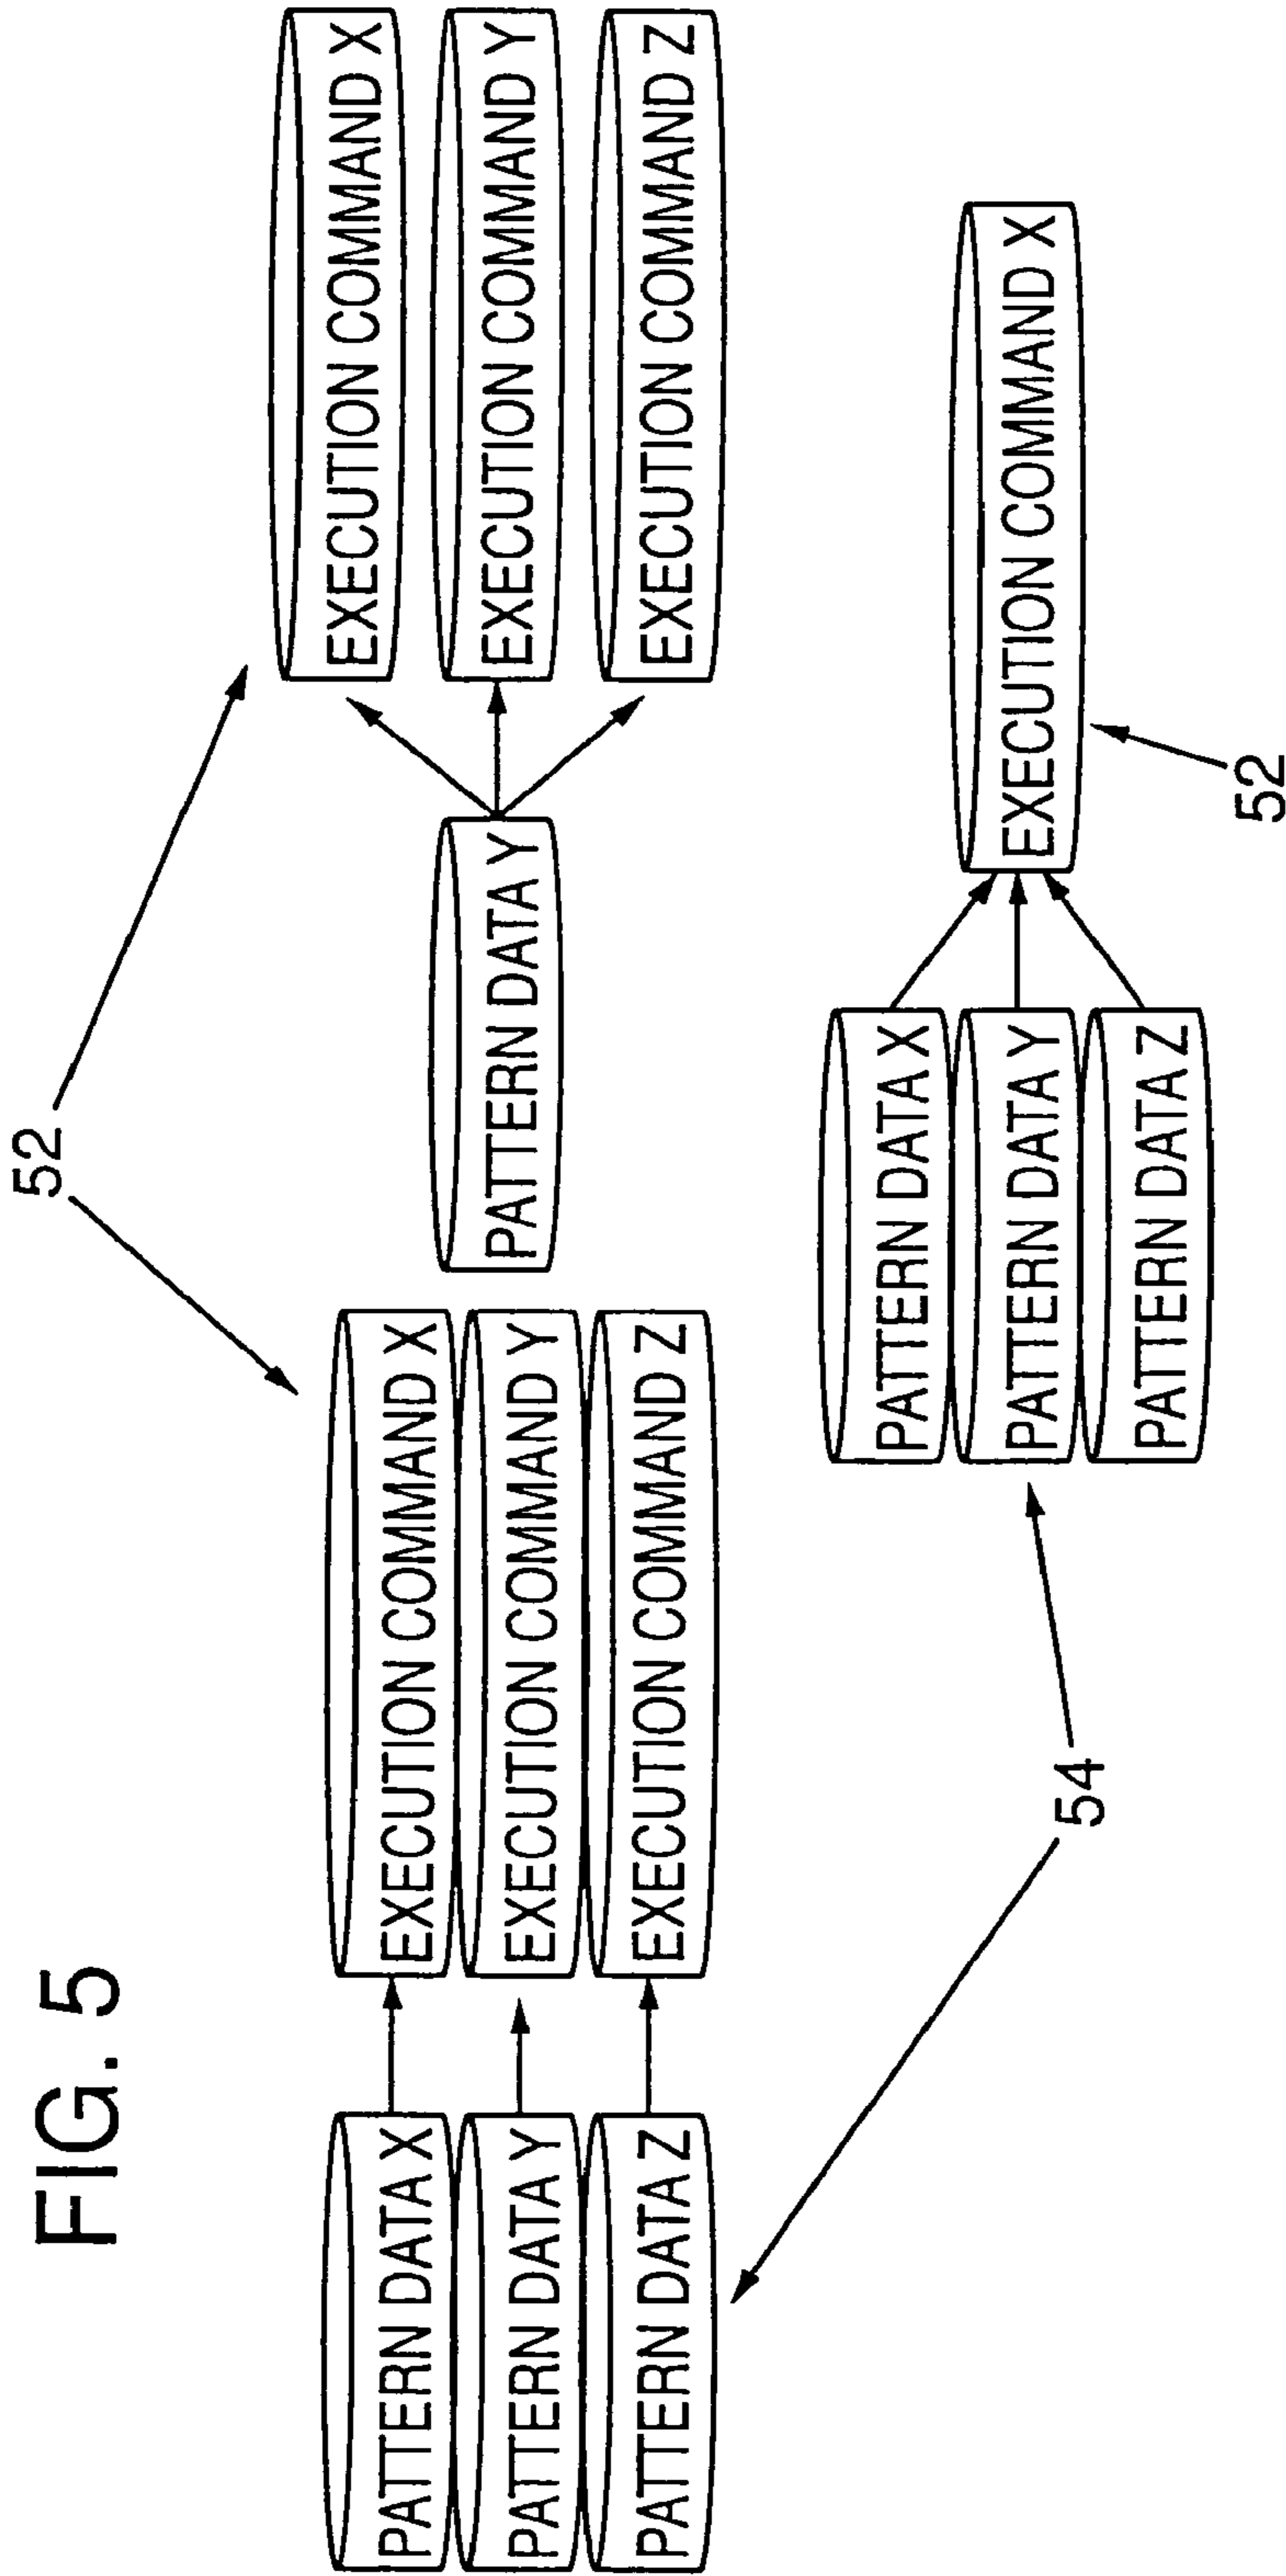 FIG. 5
52
PATTERN DATA X
PATTERN DATA Y
PATTERN DATA Z
EXECUTION COMMAND X
EXECUTION COMMAND Y
EXECUTION COMMAND Z
PATTERN DATA Y
EXECUTION COMMAND X
EXECUTION COMMAND Y
EXECUTION COMMAND Z
54
PATTERN DATA X
PATTERN DATA Y
PATTERN DATA Z
EXECUTION COMMAND X
52